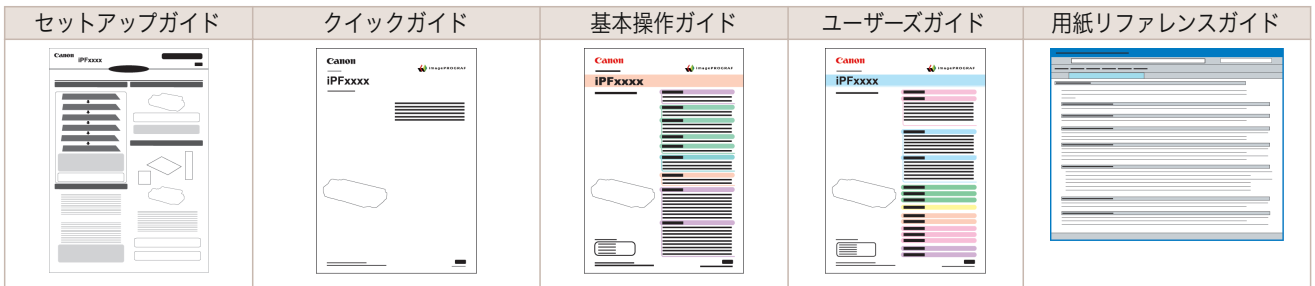 セットアップガイド
クイックガイド
基本操作ガイド
ユーザーズガイド
用紙リファレンスガイド
Canon
iPFxxxx
Canon
imagePROGRAF
iPFxxxx
Canon
imagePROGRAF
iPFxxxx
Canon
imagePROGRAF
iPFxxxx